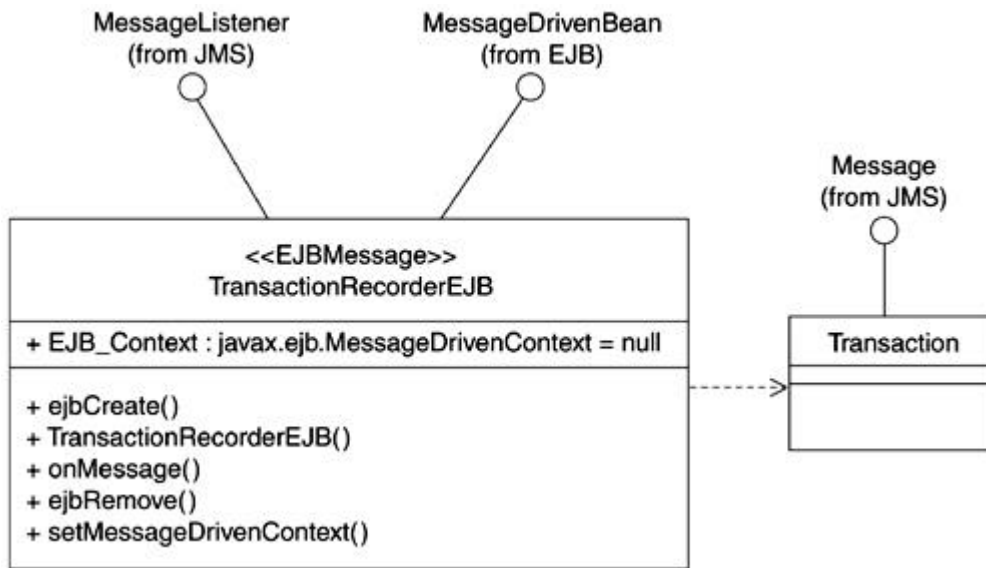 MessageListener
(from JMS)
MessageDrivenBean
(from EJB)
Message
(from JMS)
<<EJBMessage>>
TransactionRecorderEJB
+ EJB_Context : javax.ejb.MessageDrivenContext = null
+ ejbCreate()
+ TransactionRecorderEJB()
+ onMessage()
+ ejbRemove()
+ setMessageDrivenContext()
Transaction